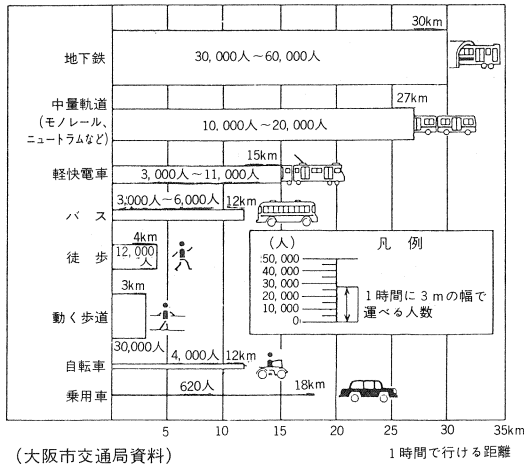 30km
地下鉄
30,000人～60,000人
中量軌道
(モノレール、
ニュートラムなど)
27km
10,000人～20,000人
15km
軽快電車
3,000人～11,000人
3,000人～6,000人 12km
バス
4km
徒歩
12,000
人
3km
動く歩道
30,000人
4,000人 12km
自転車
620人 18km
乗用車
(人) 凡例
50,000
40,000
30,000
20,000
10,000
0
1時間に3mの幅で
運べる人数
5 10 15 20 25 30 35km
(大阪市交通局資料)
1時間で行ける距離